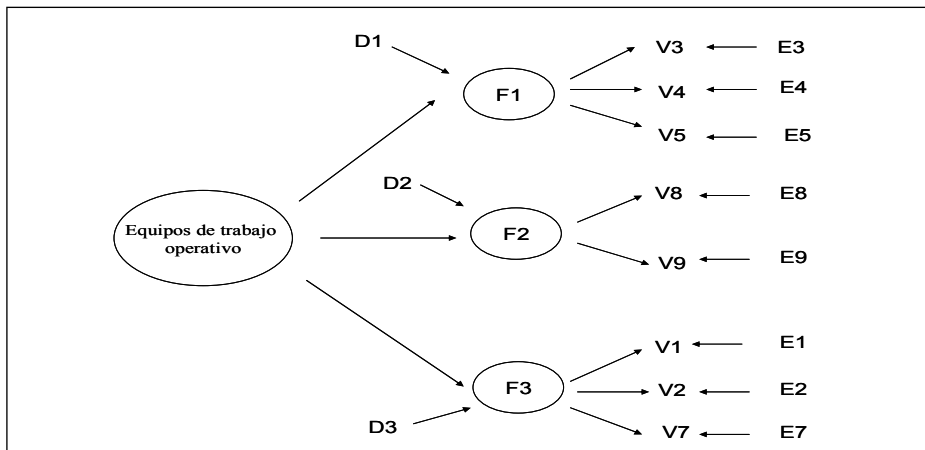 D1
V3
E3
F1
V4
E4
V5
E5
D2
V8
E8
Equipos de trabajo
operativo
F2
V9
E9
V1
E1
F3
V2
E2
D3
V7
E7